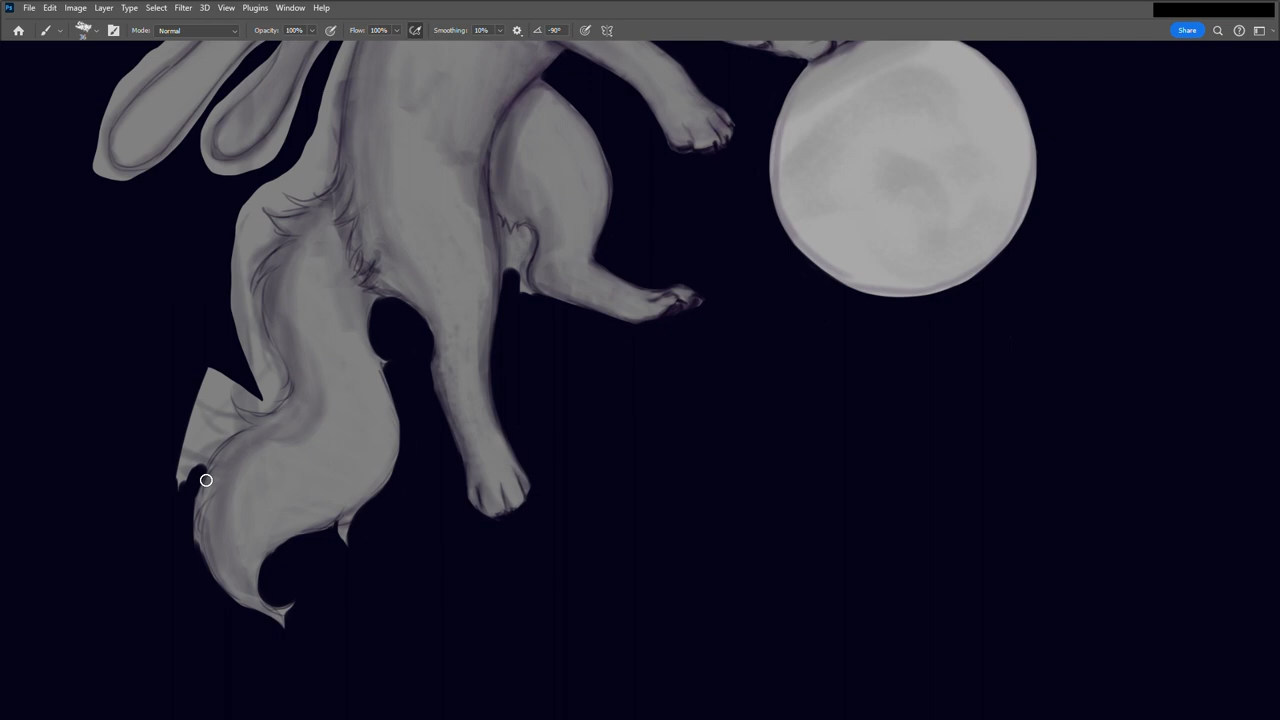 Ps File Edit Image Layer Type Select Filter 3D View Plugins Window Help
Mode: Normal Opacity: 100% Flow: 100% Smoothing: 10% -90° Share